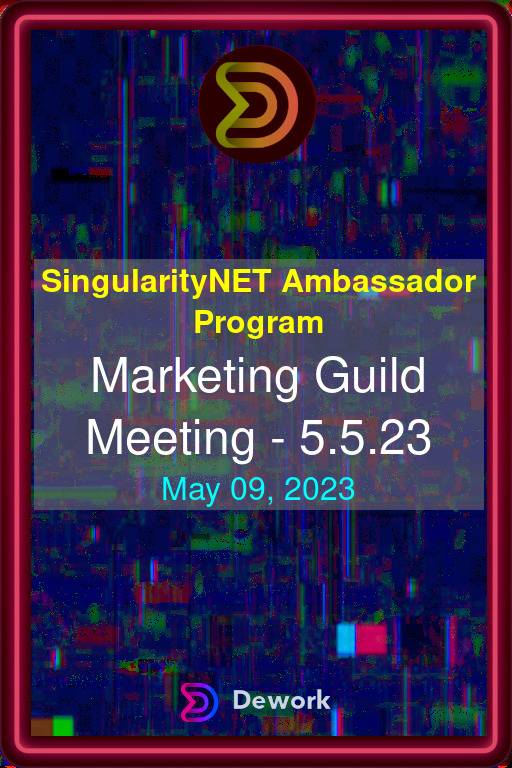 SingularityNET Ambassador
Program
Marketing Guild
Meeting - 5.5.23
May 09, 2023
Dework